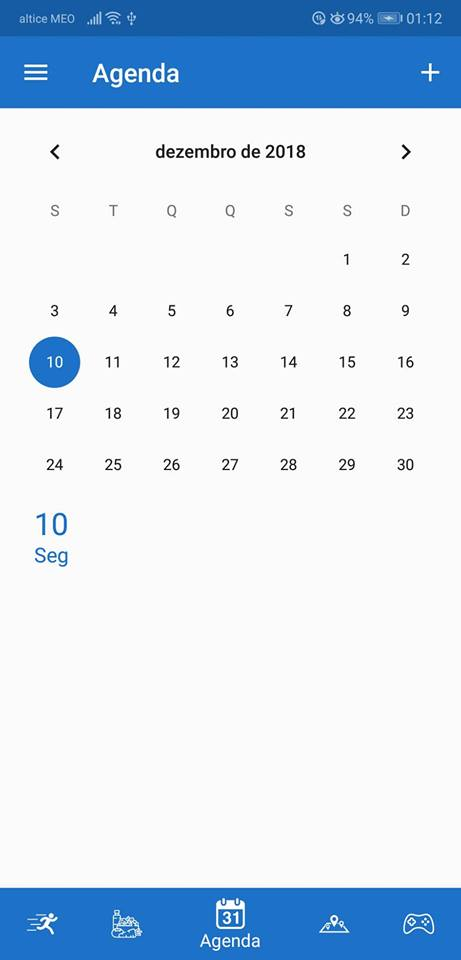 altice MEO 94% 01:12
Agenda
dezembro de 2018
S T Q Q S S D
1 2
3 4 5 6 7 8 9
10 11 12 13 14 15 16
17 18 19 20 21 22 23
24 25 26 27 28 29 30
10
Seg
31
Agenda